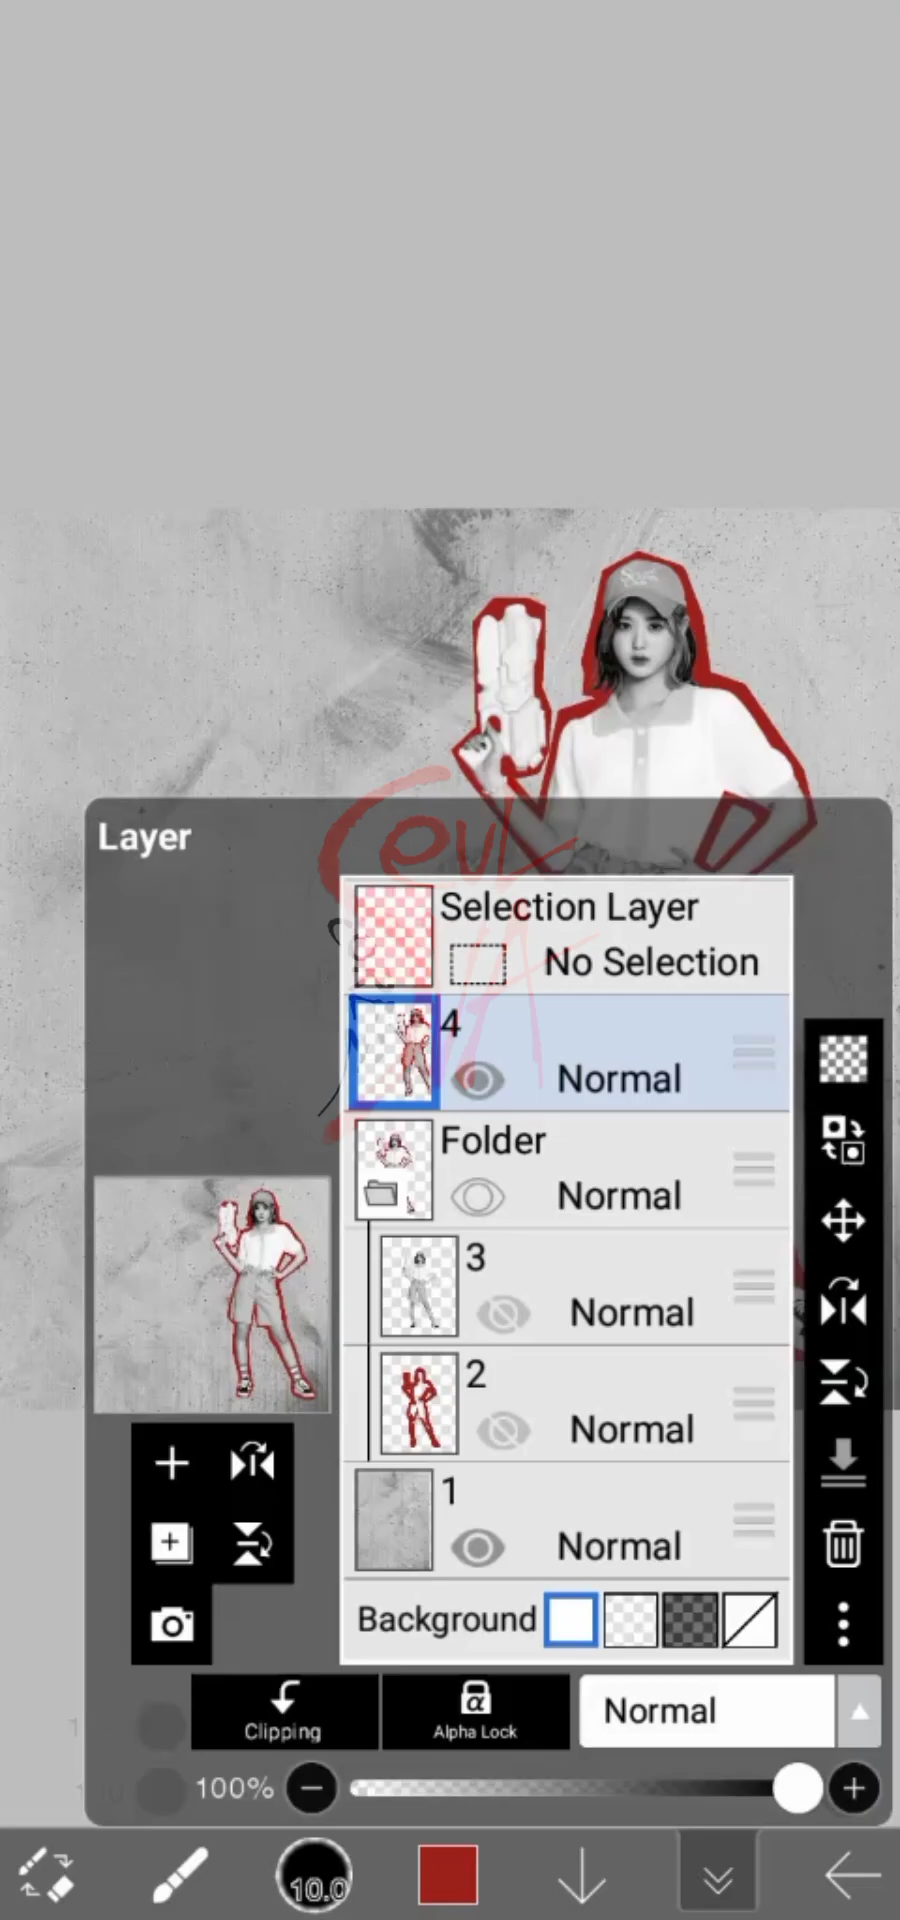 Layer
Selection Layer
No Selection
4
Normal
Folder
Normal
3
Normal
2
Normal
1
Normal
Background
Clipping
Alpha Lock
Normal
100%
10.0